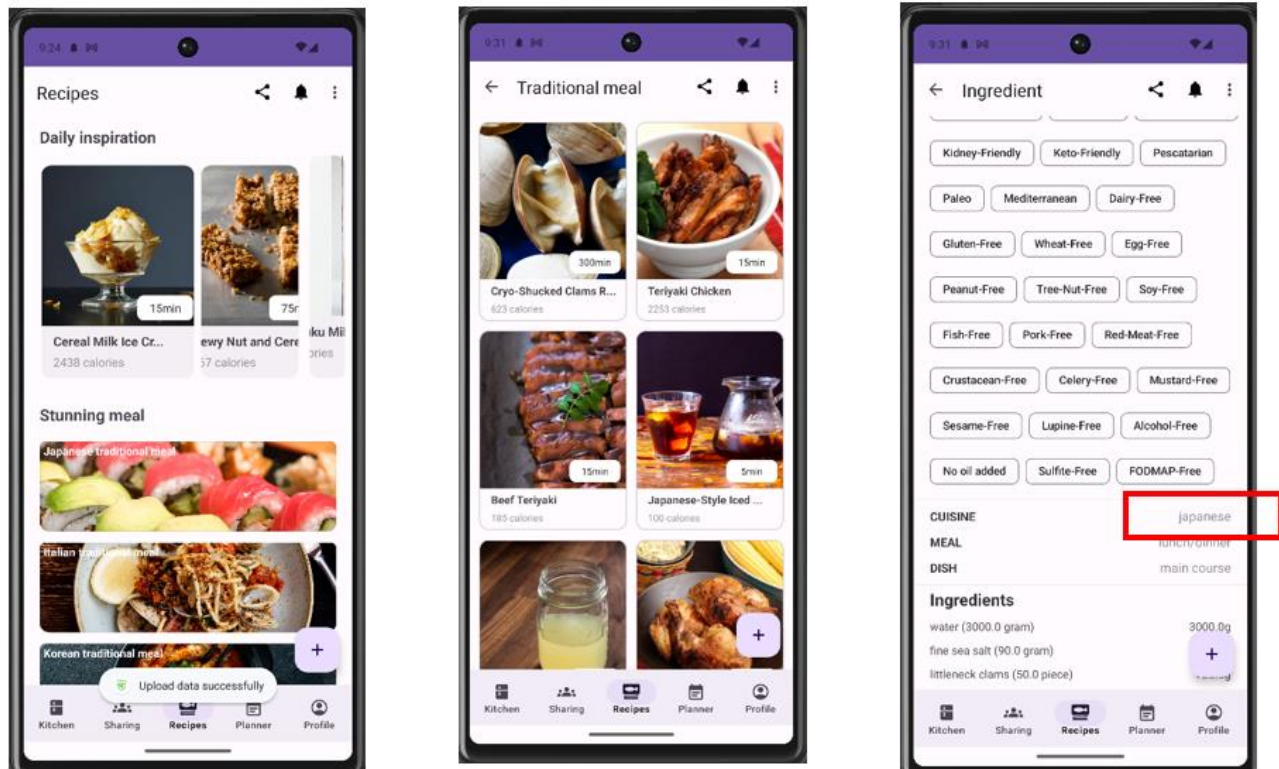 9:24
Recipes
Daily inspiration
15min
75
Cereal Milk Ice Cr...
ewy Nut and Cere
ku Mil
2438 calories
57 calories
ories
Stunning meal
Japanese traditional meal
Italian traditional meal
Korean traditional meal
+
Upload data successfully
Kitchen
Sharing
Recipes
Planner
Profile
9:31
Traditional meal
300min
15min
Cryo-Shucked Clams R...
Teriyaki Chicken
623 calories
2253 calories
15min
5min
Beef Teriyaki
Japanese-Style Iced ...
185 calories
100 calories
+
Kitchen
Sharing
Recipes
Planner
Profile
9:31
Ingredient
Kidney-Friendly
Keto-Friendly
Pescatarian
Paleo
Mediterranean
Dairy-Free
Gluten-Free
Wheat-Free
Egg-Free
Peanut-Free
Tree-Nut-Free
Soy-Free
Fish-Free
Pork-Free
Red-Meat-Free
Crustacean-Free
Celery-Free
Mustard-Free
Sesame-Free
Lupine-Free
Alcohol-Free
No oil added
Sulfite-Free
FODMAP-Free
CUISINE japanese
MEAL lunch/dinner
DISH main course
Ingredients
water (3000.0 gram) 3000.0g
fine sea salt (90.0 gram)
littleneck clams (50.0 piece)
+
Kitchen
Sharing
Recipes
Planner
Profile